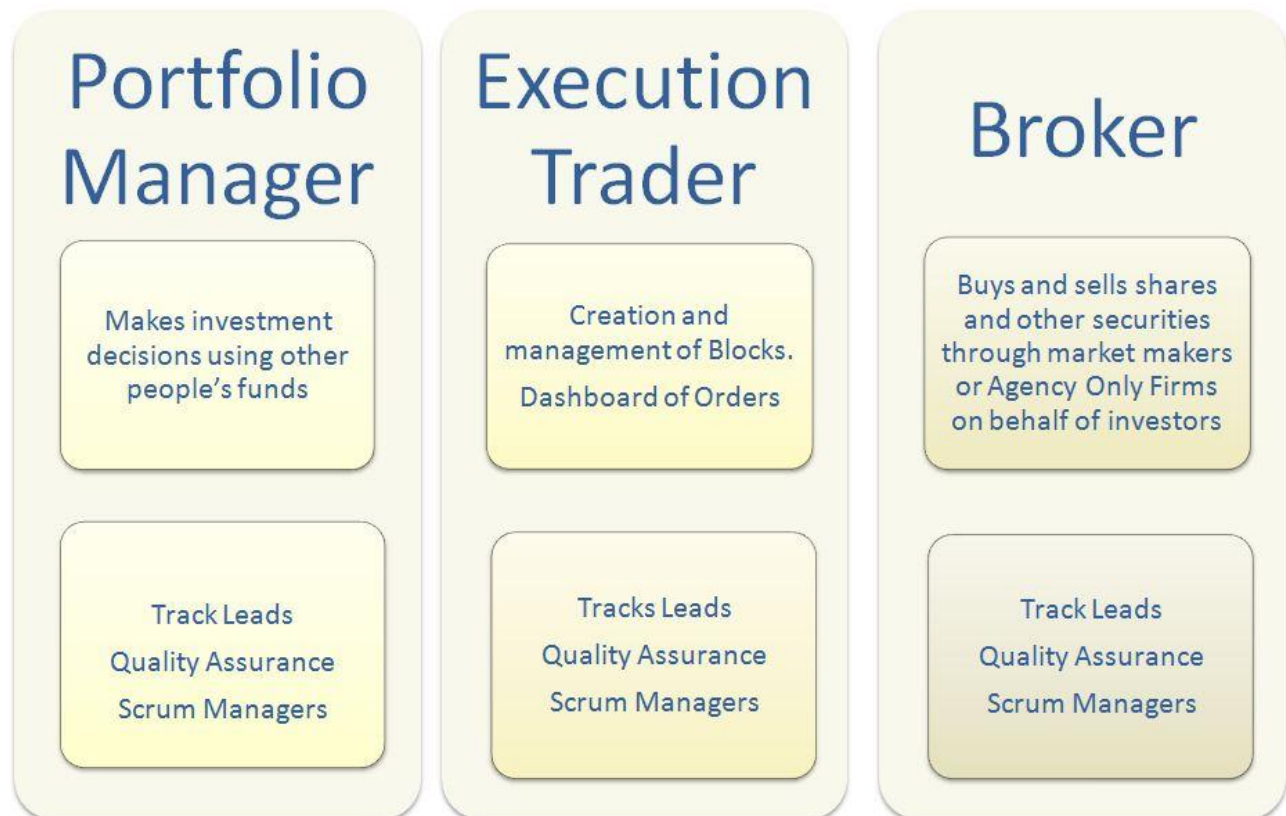 Portfolio
Manager
Makes investment
decisions using other
people's funds
Track Leads
Quality Assurance
Scrum Managers
Execution
Trader
Creation and
management of Blocks.
Dashboard of Orders
Tracks Leads
Quality Assurance
Scrum Managers
Broker
Buys and sells shares
and other securities
through market makers
or Agency Only Firms
on behalf of investors
Track Leads
Quality Assurance
Scrum Managers